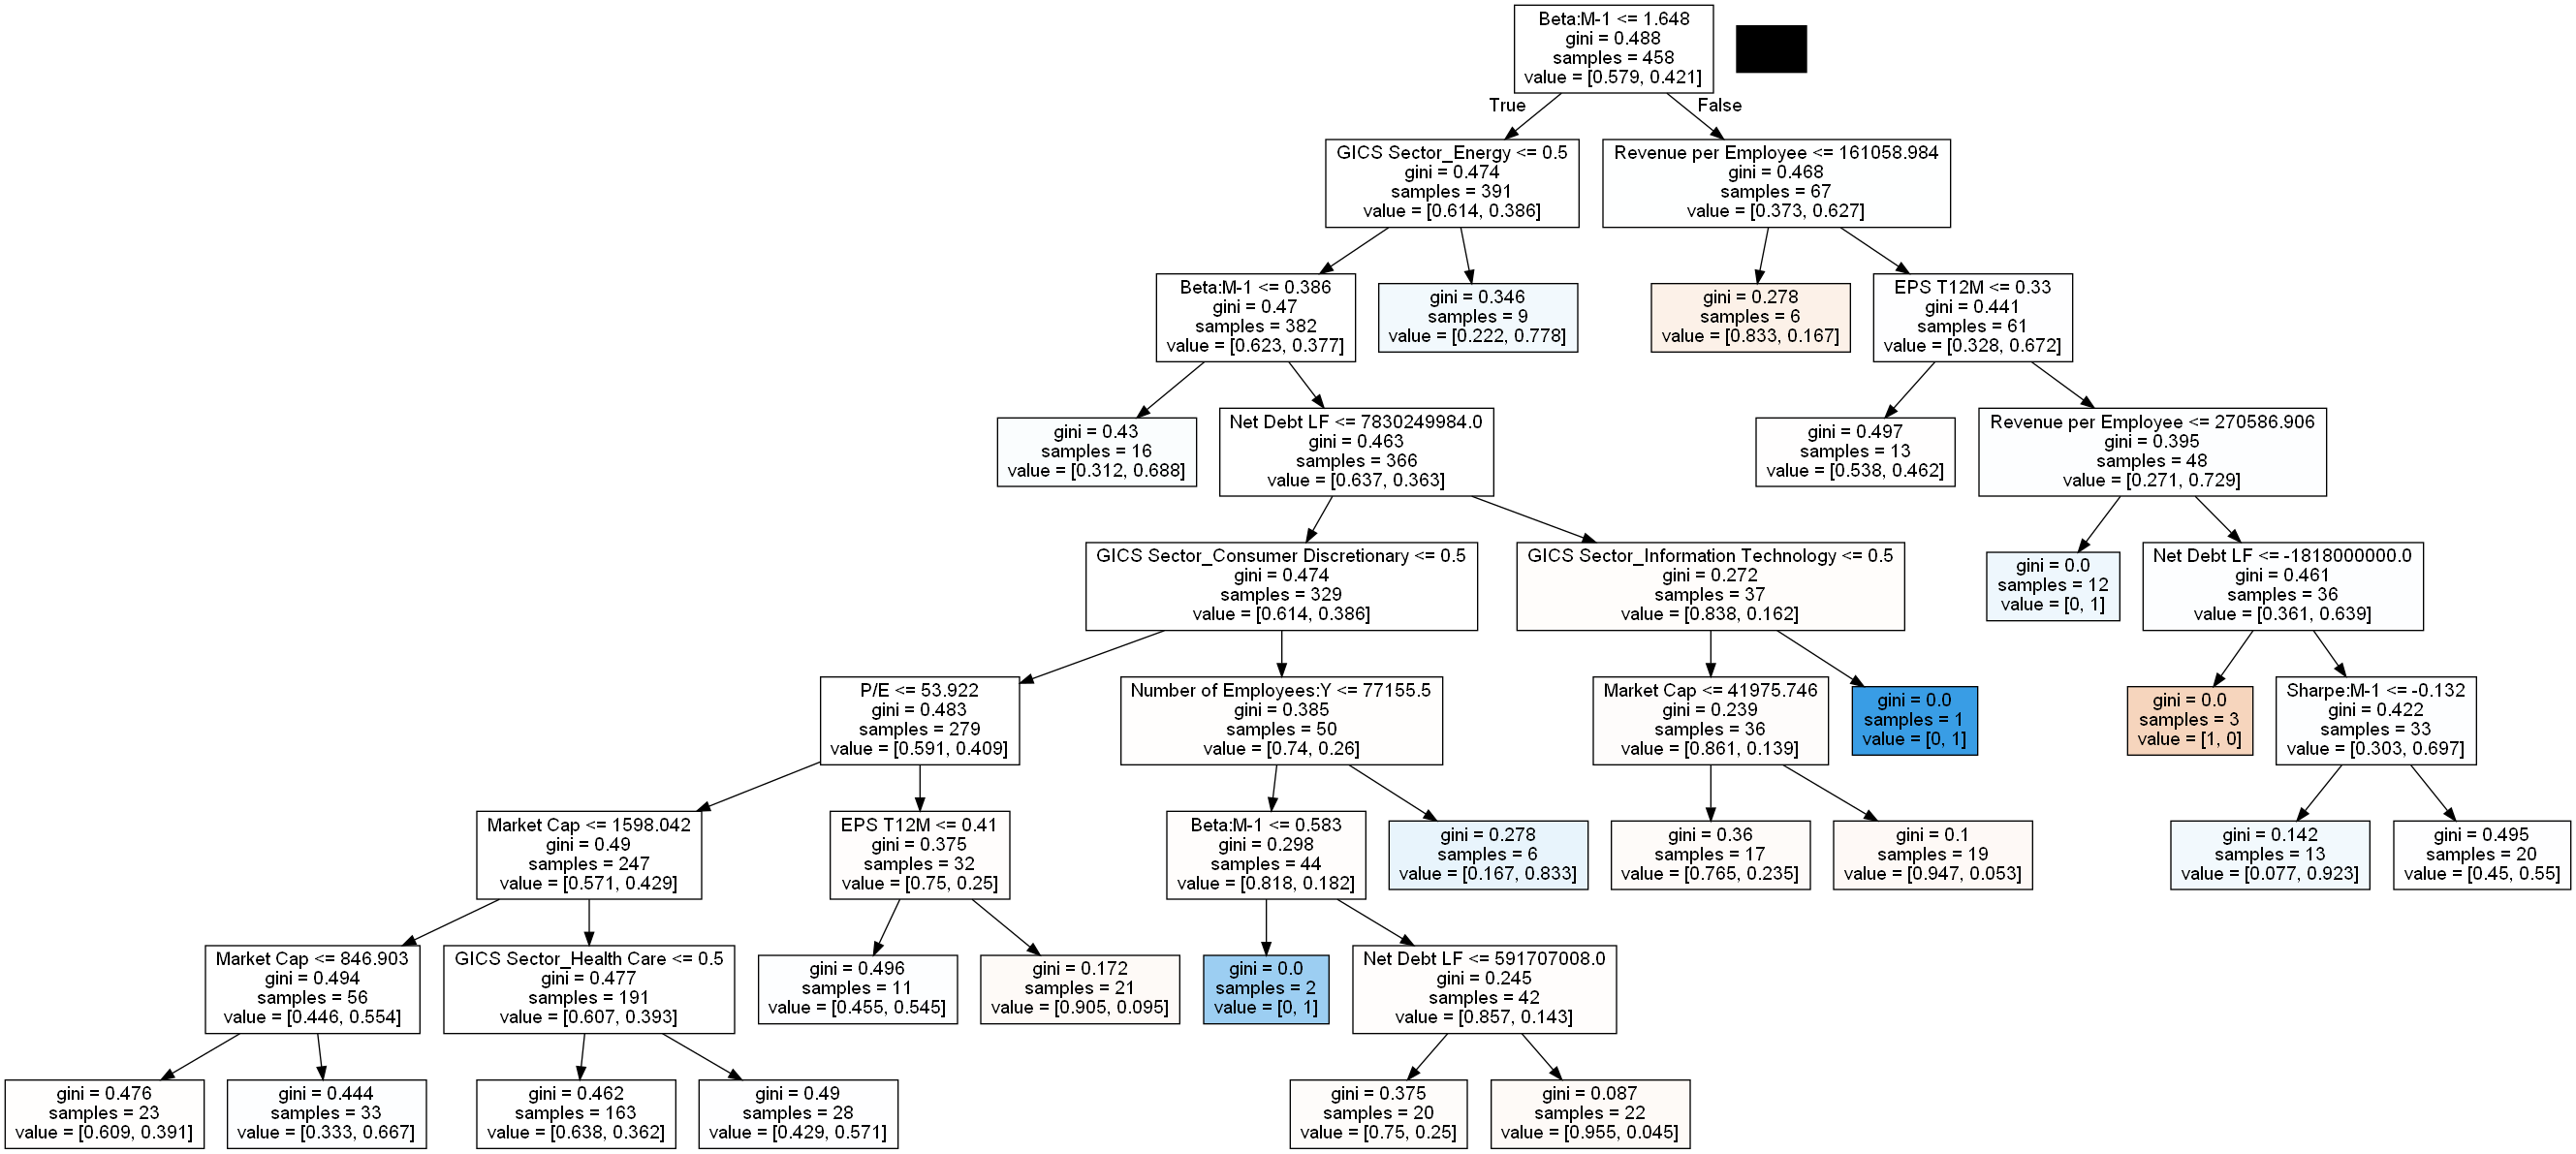 Beta:M-1 <= 1.648
gini = 0.488
samples = 458
value = [0.579, 0.421]
True
False
GICS Sector_Energy <= 0.5
gini = 0.474
samples = 391
value = [0.614, 0.386]
Revenue per Employee <= 161058.984
gini = 0.468
samples = 67
value = [0.373, 0.627]
Beta:M-1 <= 0.386
gini = 0.47
samples = 382
value = [0.623, 0.377]
gini = 0.346
samples = 9
value = [0.222, 0.778]
gini = 0.278
samples = 6
value = [0.833, 0.167]
EPS T12M <= 0.33
gini = 0.441
samples = 61
value = [0.328, 0.672]
gini = 0.43
samples = 16
value = [0.312, 0.688]
Net Debt LF <= 7830249984.0
gini = 0.463
samples = 366
value = [0.637, 0.363]
gini = 0.497
samples = 13
value = [0.538, 0.462]
Revenue per Employee <= 270586.906
gini = 0.395
samples = 48
value = [0.271, 0.729]
GICS Sector_Consumer Discretionary <= 0.5
gini = 0.474
samples = 329
value = [0.614, 0.386]
GICS Sector_Information Technology <= 0.5
gini = 0.272
samples = 37
value = [0.838, 0.162]
gini = 0.0
samples = 12
value = [0, 1]
Net Debt LF <= -1818000000.0
gini = 0.461
samples = 36
value = [0.361, 0.639]
P/E <= 53.922
gini = 0.483
samples = 279
value = [0.591, 0.409]
Number of Employees:Y <= 77155.5
gini = 0.385
samples = 50
value = [0.74, 0.26]
Market Cap <= 41975.746
gini = 0.239
samples = 36
value = [0.861, 0.139]
gini = 0.0
samples = 1
value = [0, 1]
gini = 0.0
samples = 3
value = [1, 0]
Sharpe:M-1 <= -0.132
gini = 0.422
samples = 33
value = [0.303, 0.697]
Market Cap <= 1598.042
gini = 0.49
samples = 247
value = [0.571, 0.429]
EPS T12M <= 0.41
gini = 0.375
samples = 32
value = [0.75, 0.25]
Beta:M-1 <= 0.583
gini = 0.298
samples = 44
value = [0.818, 0.182]
gini = 0.278
samples = 6
value = [0.167, 0.833]
gini = 0.36
samples = 17
value = [0.765, 0.235]
gini = 0.1
samples = 19
value = [0.947, 0.053]
gini = 0.142
samples = 13
value = [0.077, 0.923]
gini = 0.495
samples = 20
value = [0.45, 0.55]
Market Cap <= 846.903
gini = 0.494
samples = 56
value = [0.446, 0.554]
GICS Sector_Health Care <= 0.5
gini = 0.477
samples = 191
value = [0.607, 0.393]
gini = 0.496
samples = 11
value = [0.455, 0.545]
gini = 0.172
samples = 21
value = [0.905, 0.095]
gini = 0.0
samples = 2
value = [0, 1]
Net Debt LF <= 591707008.0
gini = 0.245
samples = 42
value = [0.857, 0.143]
gini = 0.476
samples = 23
value = [0.609, 0.391]
gini = 0.444
samples = 33
value = [0.333, 0.667]
gini = 0.462
samples = 163
value = [0.638, 0.362]
gini = 0.49
samples = 28
value = [0.429, 0.571]
gini = 0.375
samples = 20
value = [0.75, 0.25]
gini = 0.087
samples = 22
value = [0.955, 0.045]